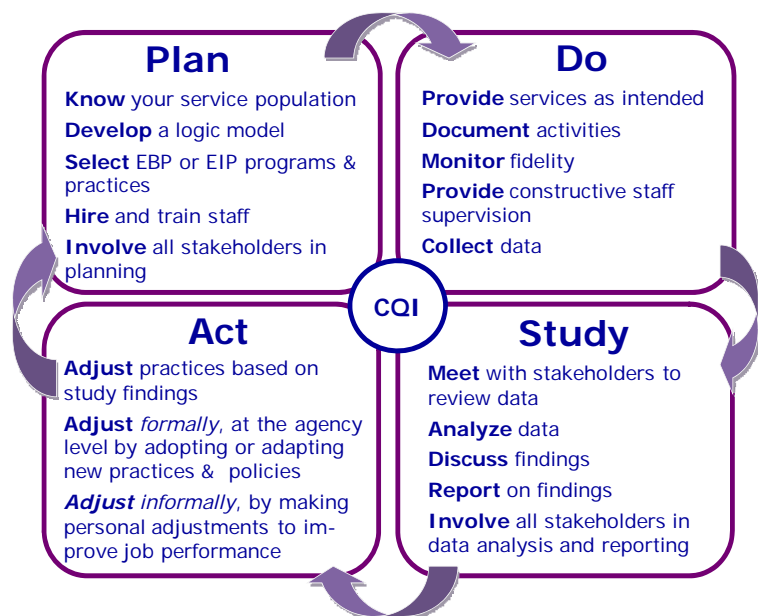 Plan
Know your service population
Develop a logic model
Select EBP or EIP programs &
practices
Hire and train staff
Involve all stakeholders in
planning
Do
Provide services as intended
Document activities
Monitor fidelity
Provide constructive staff
supervision
Collect data
CQI
Act
Adjust practices based on
study findings
Adjust formally, at the agency
level by adopting or adapting
new practices & policies
Adjust informally, by making
personal adjustments to im-
prove job performance
Study
Meet with stakeholders to
review data
Analyze data
Discuss findings
Report on findings
Involve all stakeholders in
data analysis and reporting